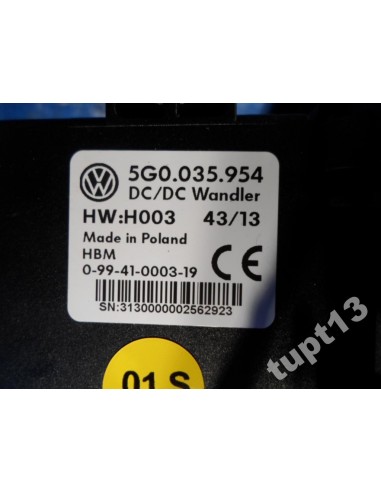 5G0.035.954
DC/DC Wandler
HW:H003 43/13
Made in Poland
HBM
0-99-41-0003-19
CE
SN:3130000002562923
01 S
tupt13